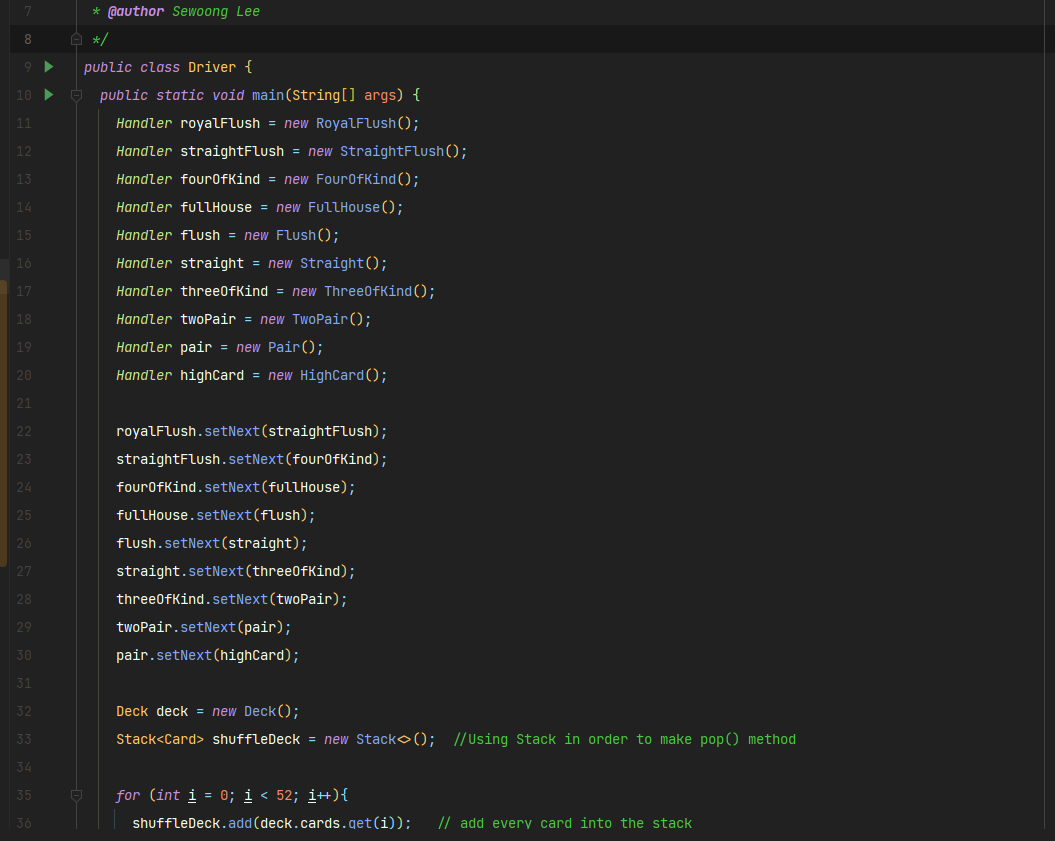 7 * @author Sewoong Lee
8 */
9 public class Driver {
10 public static void main(String[] args) {
11 Handler royalFlush = new RoyalFlush();
12 Handler straightFlush = new StraightFlush();
13 Handler fourOfKind = new FourOfKind();
14 Handler fullHouse = new FullHouse();
15 Handler flush = new Flush();
16 Handler straight = new Straight();
17 Handler threeOfKind = new ThreeOfKind();
18 Handler twoPair = new TwoPair();
19 Handler pair = new Pair();
20 Handler highCard = new HighCard();
21
22 royalFlush.setNext(straightFlush);
23 straightFlush.setNext(fourOfKind);
24 fourOfKind.setNext(fullHouse);
25 fullHouse.setNext(flush);
26 flush.setNext(straight);
27 straight.setNext(threeOfKind);
28 threeOfKind.setNext(twoPair);
29 twoPair.setNext(pair);
30 pair.setNext(highCard);
31
32 Deck deck = new Deck();
33 Stack<Card> shuffleDeck = new Stack<>(); //Using Stack in order to make pop() method
34
35 for (int i = 0; i < 52; i++){
36 shuffleDeck.add(deck.cards.get(i)); // add every card into the stack